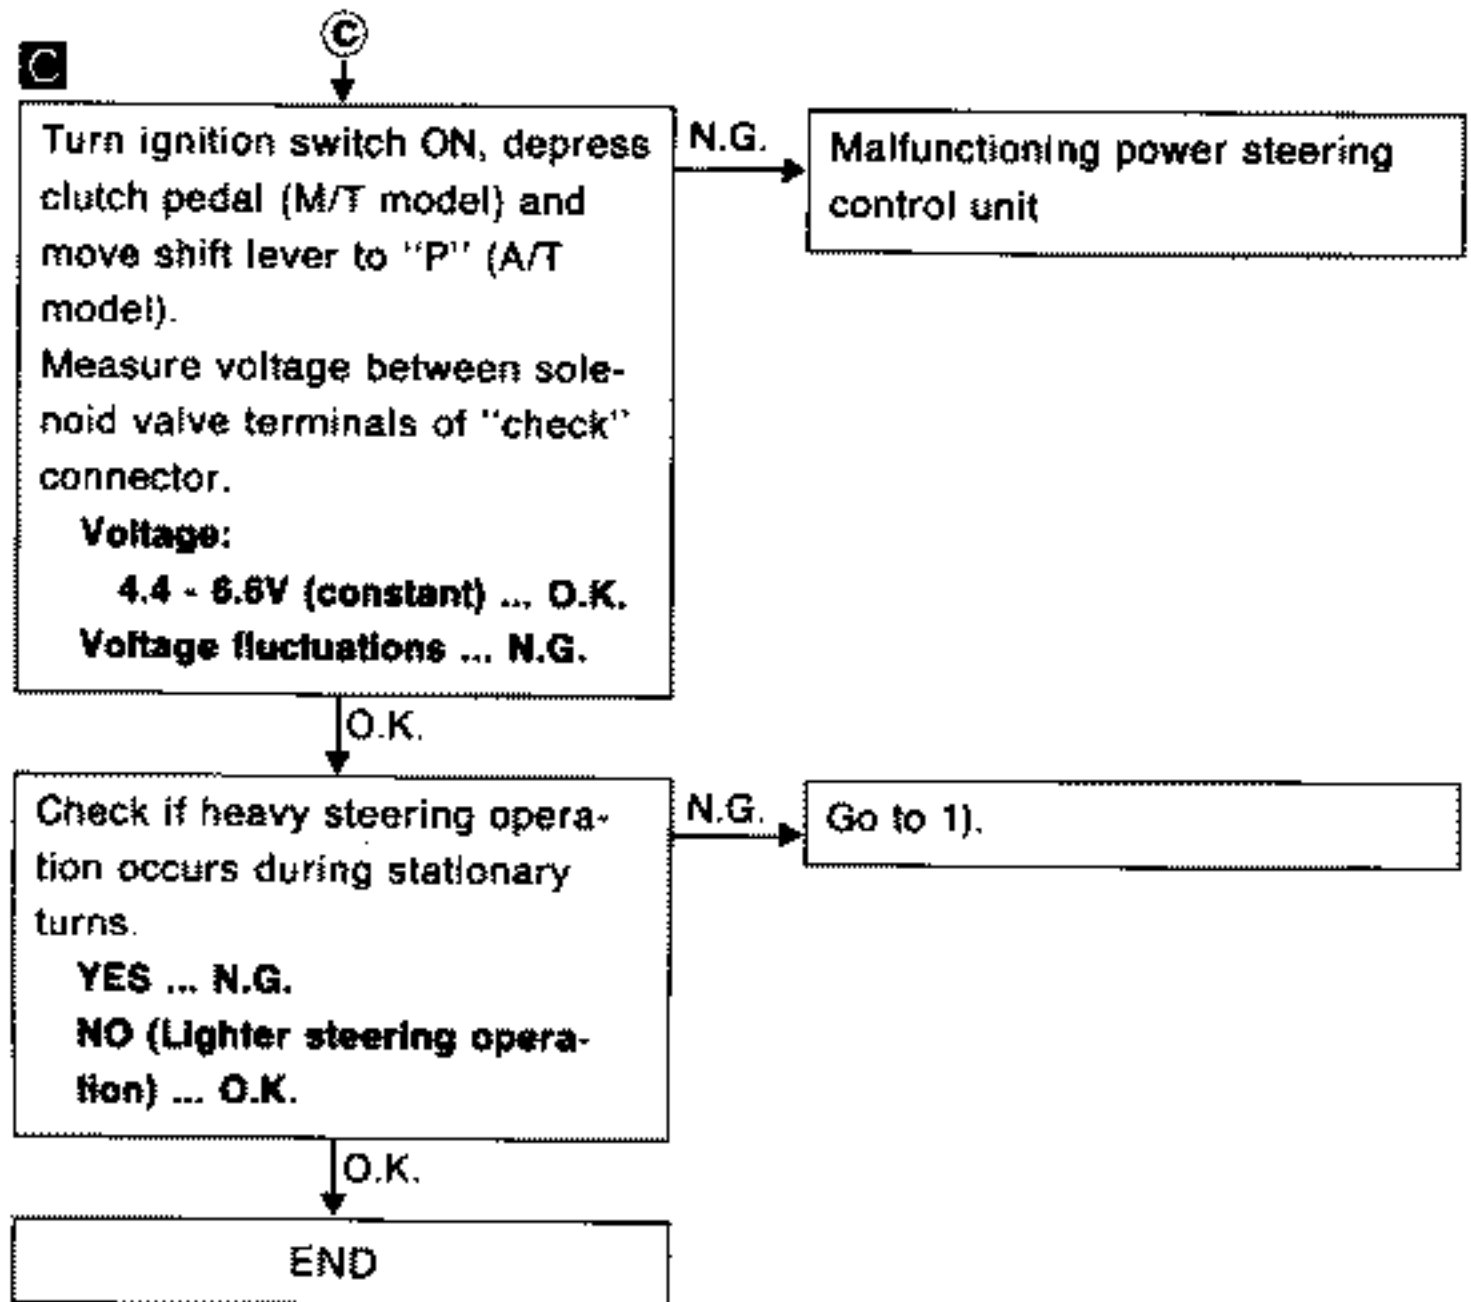 C
C
Turn ignition switch ON, depress
clutch pedal (M/T model) and
move shift lever to "P" (A/T
model).
Measure voltage between sole-
noid valve terminals of "check"
connector.
Voltage:
4.4 - 6.6V (constant) ... O.K.
Voltage fluctuations ... N.G.
N.G.
Malfunctioning power steering
control unit
O.K.
Check if heavy steering opera-
tion occurs during stationary
turns.
YES ... N.G.
NO (Lighter steering opera-
tion) ... O.K.
N.G.
Go to 1).
O.K.
END